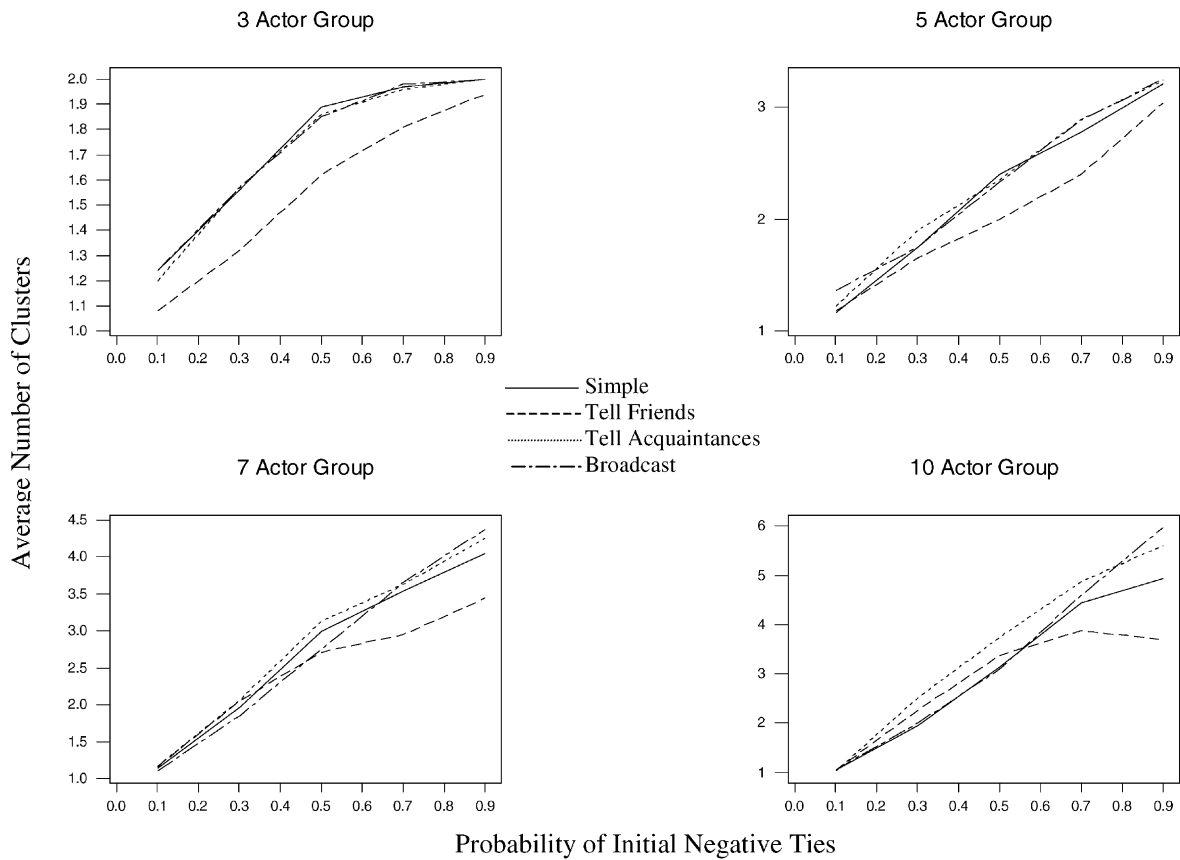 3 Actor Group
5 Actor Group
2.0
1.9
1.8
1.7
1.6
1.5
1.4
1.3
1.2
1.1
1.0
0.0 0.1 0.2 0.3 0.4 0.5 0.6 0.7 0.8 0.9
3
2
1
0.0 0.1 0.2 0.3 0.4 0.5 0.6 0.7 0.8 0.9
Average Number of Clusters
Simple
Tell Friends
Tell Acquaintances
Broadcast
7 Actor Group
10 Actor Group
4.5
4.0
3.5
3.0
2.5
2.0
1.5
1.0
0.0 0.1 0.2 0.3 0.4 0.5 0.6 0.7 0.8 0.9
6
5
4
3
2
1
0.0 0.1 0.2 0.3 0.4 0.5 0.6 0.7 0.8 0.9
Probability of Initial Negative Ties